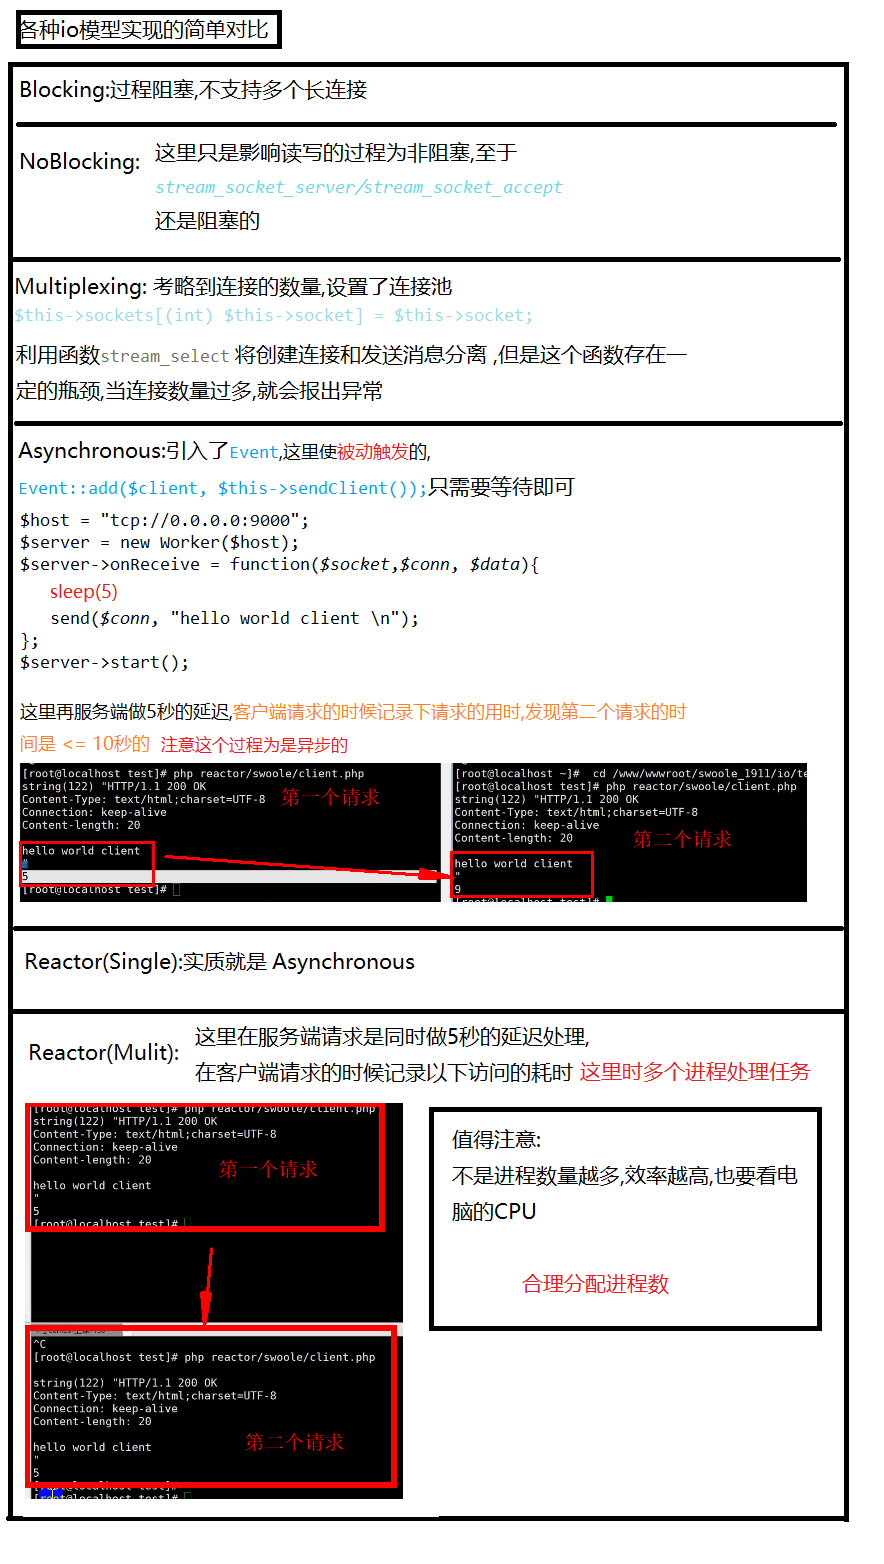 各种io模型实现的简单对比
Blocking:过程阻塞,不支持多个长连接
NoBlocking:
这里只是影响读写的过程为非阻塞,至于
stream_socket_server/stream_socket_accept
还是阻塞的
Multiplexing: 考略到连接的数量,设置了连接池
$this->sockets[(int) $this->socket] = $this->socket;
利用函数stream_select 将创建连接和发送消息分离 ,但是这个函数存在一
定的瓶颈,当连接数量过多,就会报出异常
Asynchronous:引入了Event,这里使被动触发的,
Event::add($client, $this->sendClient());只需要等待即可
$host = "tcp://0.0.0.0:9000";
$server = new Worker($host);
$server->onReceive = function($socket,$conn, $data){
sleep(5)
send($conn, "hello world client \n");
};
$server->start();
这里再服务端做5秒的延迟,客户端请求的时候记录下请求的用时,发现第二个请求的时
间是 <= 10秒的 注意这个过程为是异步的
[root@localhost test]# php reactor/swoole/client.php
string(122) "HTTP/1.1 200 OK
Content-Type: text/html;charset=UTF-8
第一个请求
Connection: keep-alive
Content-length: 20
hello world client
"
5
[root@localhost test]#
[root@localhost ~]# cd /www/wwwroot/swoole_1911/io/te
[root@localhost test]# php reactor/swoole/client.php
string(122) "HTTP/1.1 200 OK
Content-Type: text/html;charset=UTF-8
Connection: keep-alive
Content-length: 20
第二个请求
hello world client
"
9
[root@localhost test]#
Reactor(Single):实质就是 Asynchronous
Reactor(Mulit):
这里在服务端请求是同时做5秒的延迟处理,
在客户端请求的时候记录以下访问的耗时 这里时多个进程处理任务
[root@localhost test]# php reactor/swoole/client.php
string(122) "HTTP/1.1 200 OK
Content-Type: text/html;charset=UTF-8
Connection: keep-alive
Content-length: 20
第一个请求
hello world client
"
5
[root@localhost test]#
^C
[root@localhost test]# php reactor/swoole/client.php
string(122) "HTTP/1.1 200 OK
Content-Type: text/html;charset=UTF-8
Connection: keep-alive
Content-length: 20
第二个请求
hello world client
"
5
[root@localhost test]#
值得注意:
不是进程数量越多,效率越高,也要看电
脑的CPU
合理分配进程数